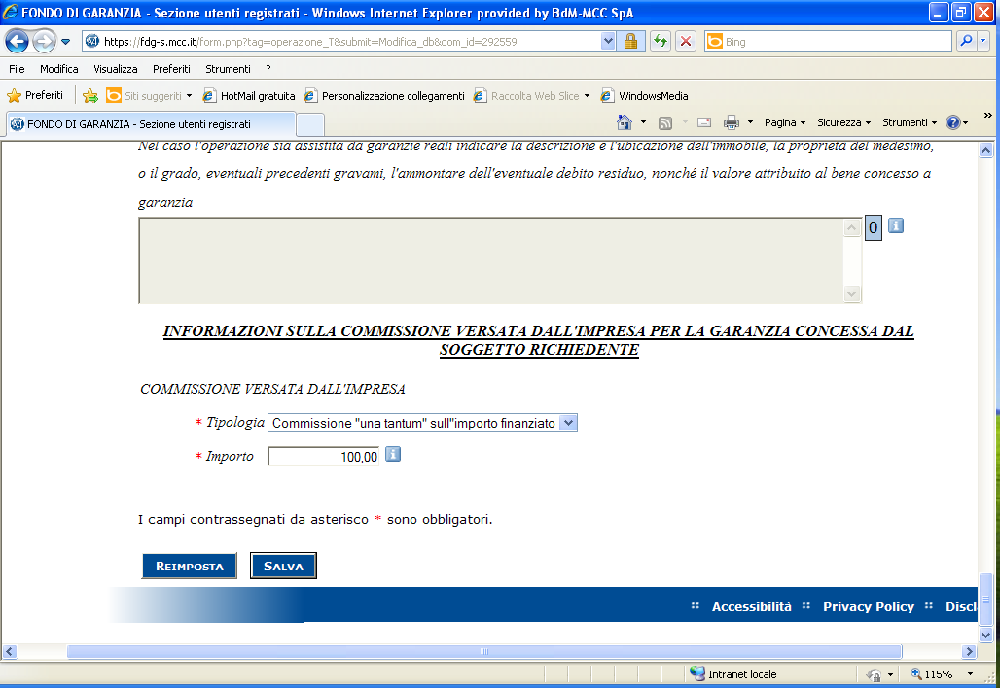 FONDO DI GARANZIA - Sezione utenti registrati - Windows Internet Explorer provided by BdM-MCC SpA
https://fdg-s.mcc.it/form.php?tag=operazione_T&submit=Modifica_db&dom_id=292559
Bing
File Modifica Visualizza Preferiti Strumenti ?
Preferiti Siti suggeriti HotMail gratuita Personalizzazione collegamenti Raccolta Web Slice WindowsMedia
FONDO DI GARANZIA - Sezione utenti registrati Pagina Sicurezza Strumenti »
Nel caso l'operazione sia assistita da garanzie reali indicare la descrizione e l'ubicazione dell'immobile, la proprietà del medesimo,
o il grado, eventuali precedenti gravami, l'ammontare dell'eventuale debito residuo, nonché il valore attribuito al bene concesso a
garanzia
0
INFORMAZIONI SULLA COMMISSIONE VERSATA DALL'IMPRESA PER LA GARANZIA CONCESSA DAL
SOGGETTO RICHIEDENTE
COMMISSIONE VERSATA DALL'IMPRESA
* Tipologia Commissione "una tantum" sull''importo finanziato
* Importo 100,00
I campi contrassegnati da asterisco * sono obbligatori.
REIMPOSTA SALVA
:: Accessibilità :: Privacy Policy :: Discl
Intranet locale 115%